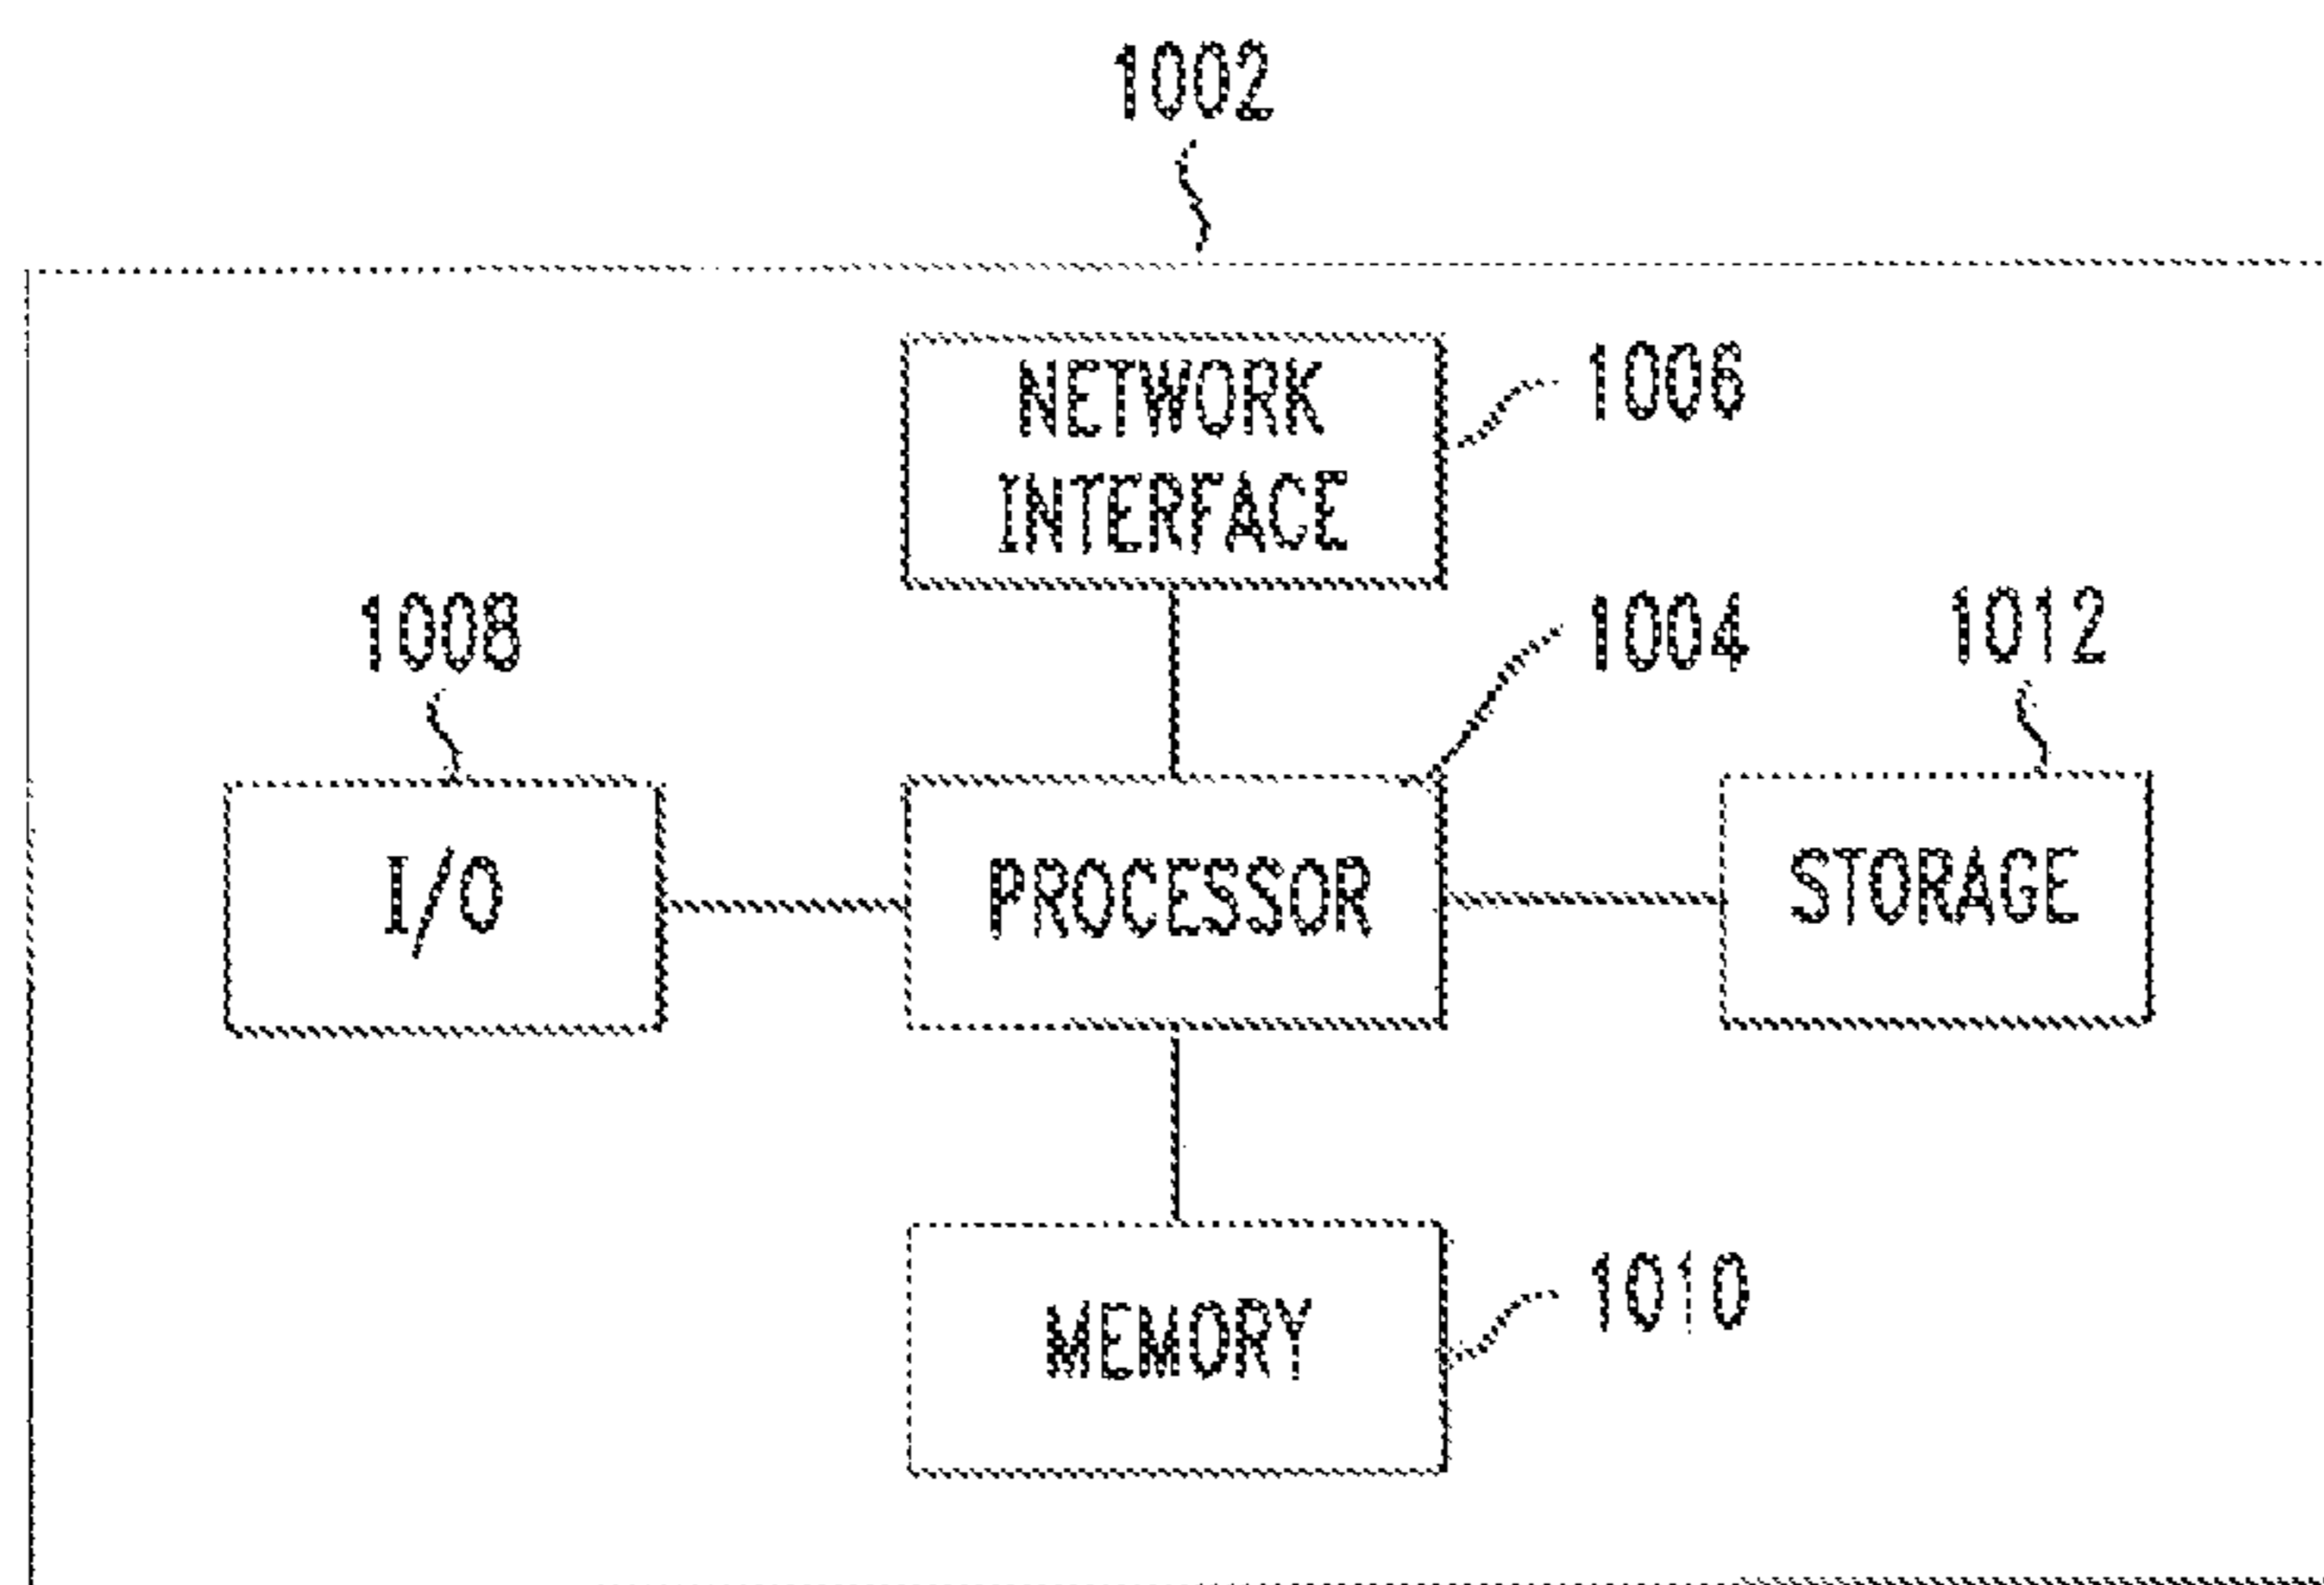 1002
NETWORK
INTERFACE
1006
1008
1004
1012
I/O
PROCESSOR
STORAGE
MEMORY
1010